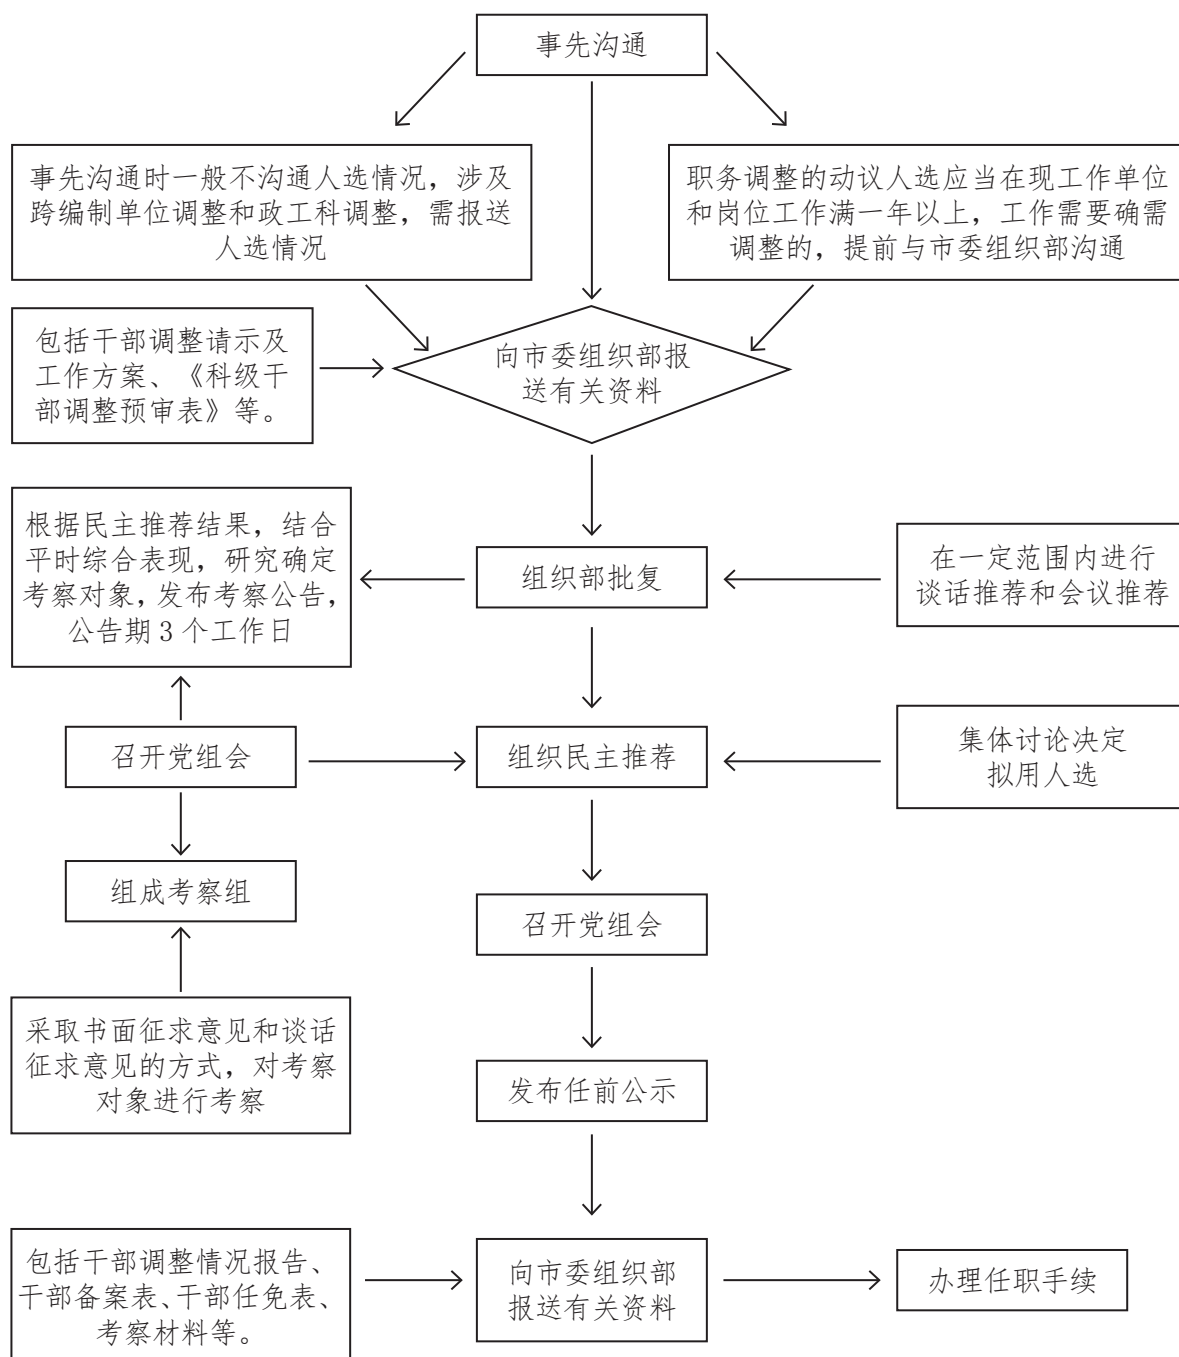 事先沟通
事先沟通时一般不沟通人选情况，涉及
跨编制单位调整和政工科调整，需报送
人选情况
职务调整的动议人选应当在现工作单位
和岗位工作满一年以上，工作需要确需
调整的，提前与市委组织部沟通
包括干部调整请示及
工作方案、《科级干
部调整预审表》等。
向市委组织部报
送有关资料
根据民主推荐结果，结合
平时综合表现，研究确定
考察对象，发布考察公告，
公告期3个工作日
组织部批复
在一定范围内进行
谈话推荐和会议推荐
召开党组会
组织民主推荐
集体讨论决定
拟用人选
组成考察组
召开党组会
采取书面征求意见和谈话
征求意见的方式，对考察
对象进行考察
发布任前公示
包括干部调整情况报告、
干部备案表、干部任免表、
考察材料等。
向市委组织部
报送有关资料
办理任职手续